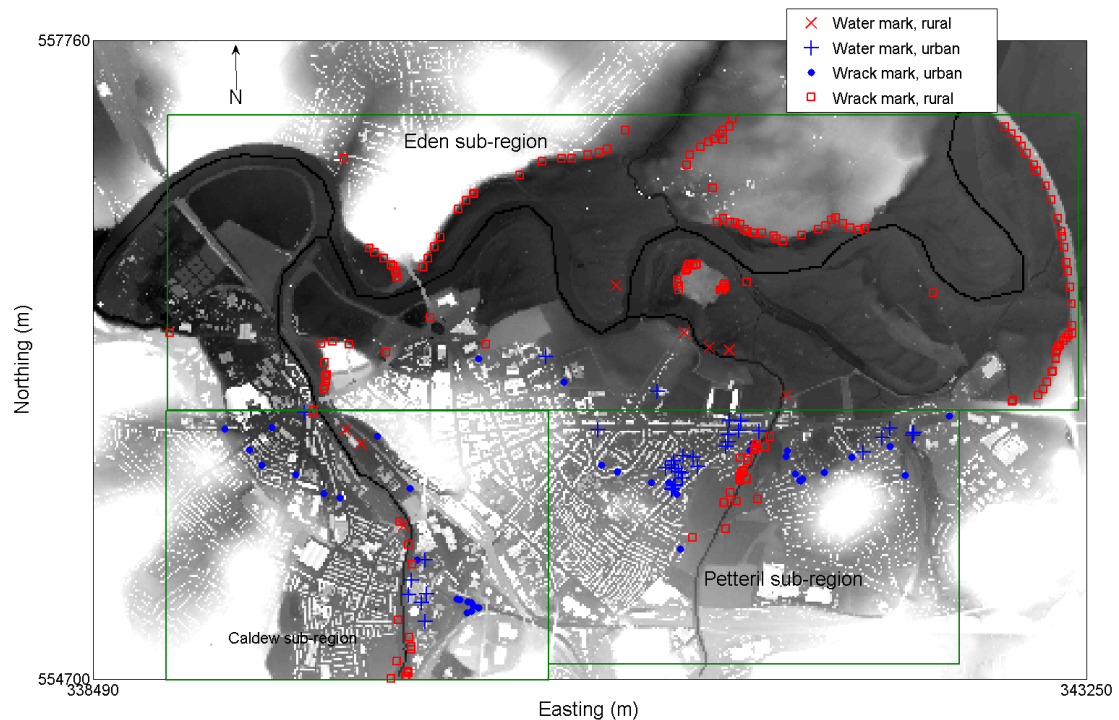 Water mark, rural
Water mark, urban
Wrack mark, urban
Wrack mark, rural
557760
N
Eden sub-region
Northing (m)
Petteril sub-region
Caldew sub-region
554700
338490
343250
Easting (m)